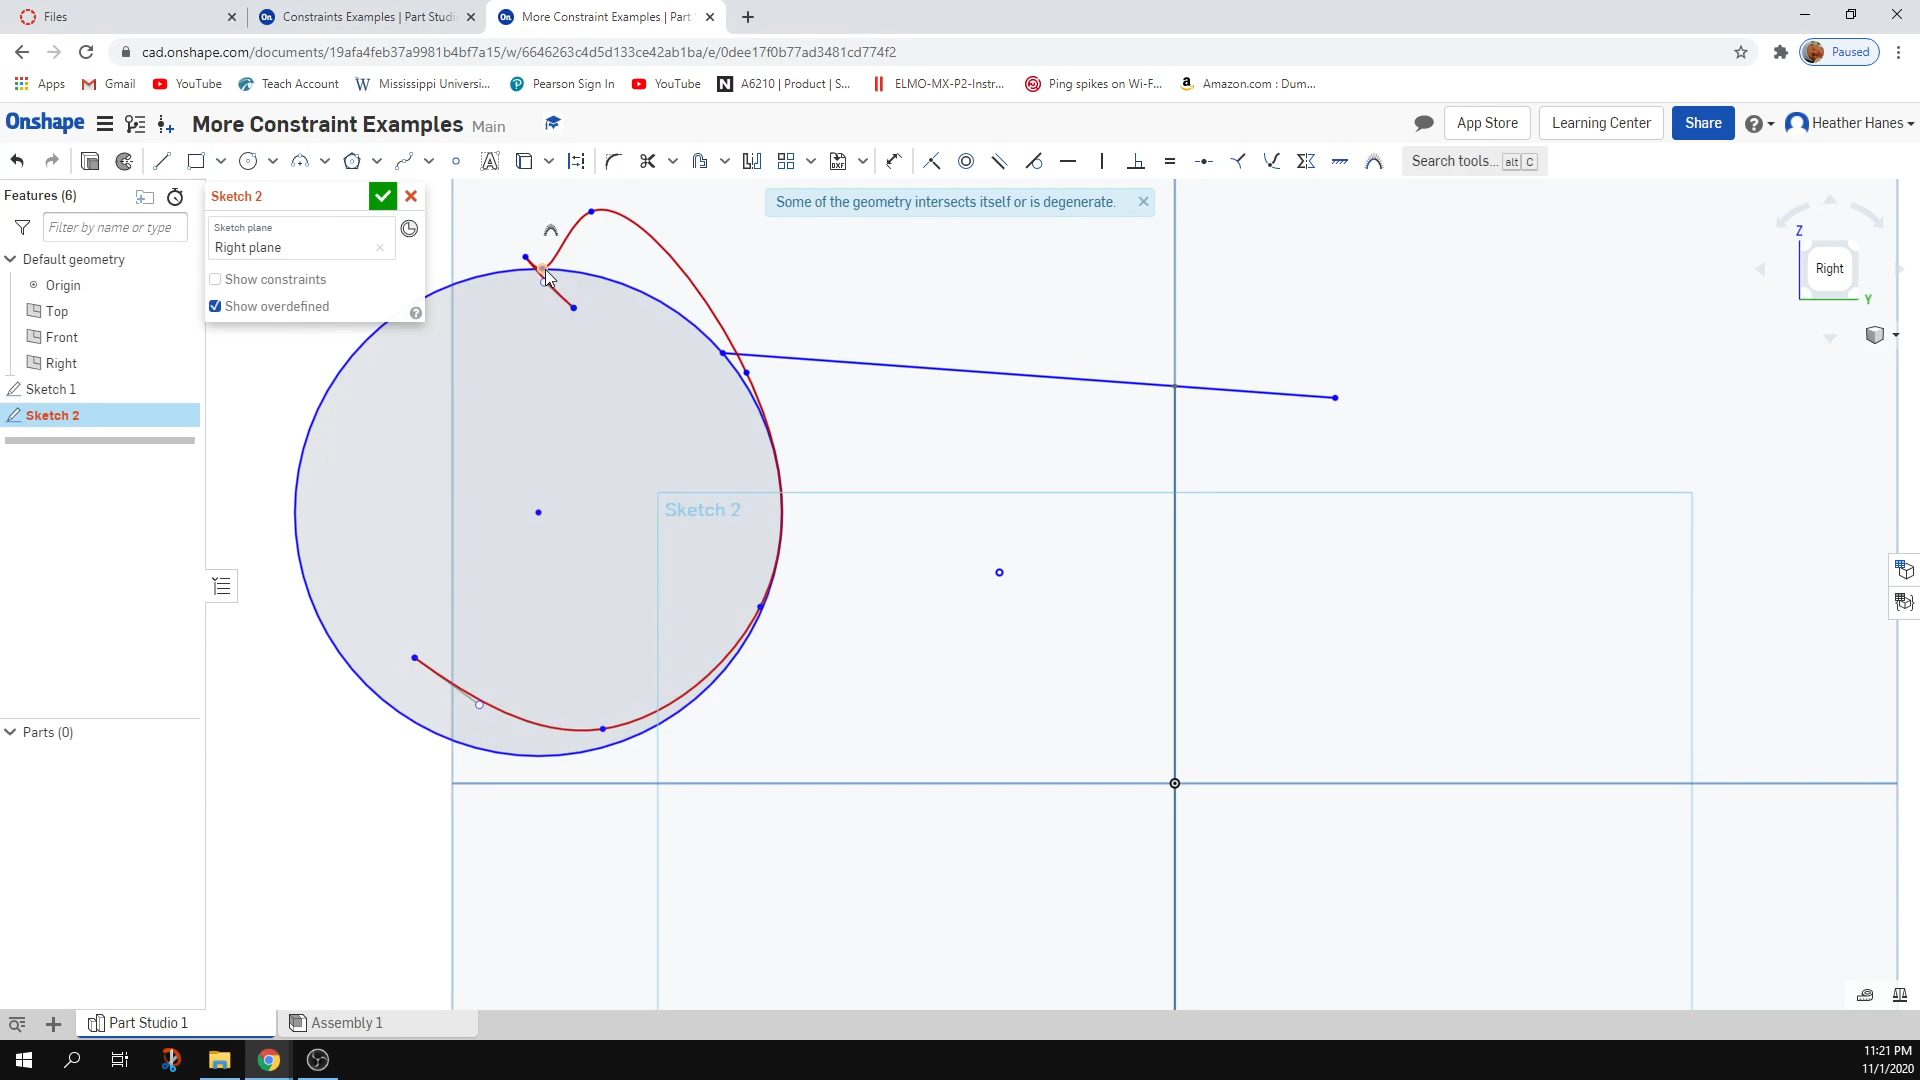 Files
Constraints Examples | Part Studi
More Constraint Examples | Part
cad.onshape.com/documents/19afa4feb37a9981b4bf7a15/w/6646263c4d5d133ce42ab1ba/e/0dee17f0b77ad3481cd774f2
Paused
Apps
Gmail
YouTube
Teach Account
Mississippi Universi...
Pearson Sign In
YouTube
A6210 | Product | S...
ELMO-MX-P2-Instr...
Ping spikes on Wi-F...
Amazon.com : Dum...
Onshape
More Constraint Examples Main
App Store
Learning Center
Share
Heather Hanes
Search tools... alt C
Features (6)
Filter by name or type
Default geometry
Origin
Top
Front
Right
Sketch 1
Sketch 2
Parts (0)
Sketch 2
Sketch plane
Right plane
Show constraints
Show overdefined
Some of the geometry intersects itself or is degenerate.
Z
Right
Y
Sketch 2
Part Studio 1
Assembly 1
11:21 PM
11/1/2020